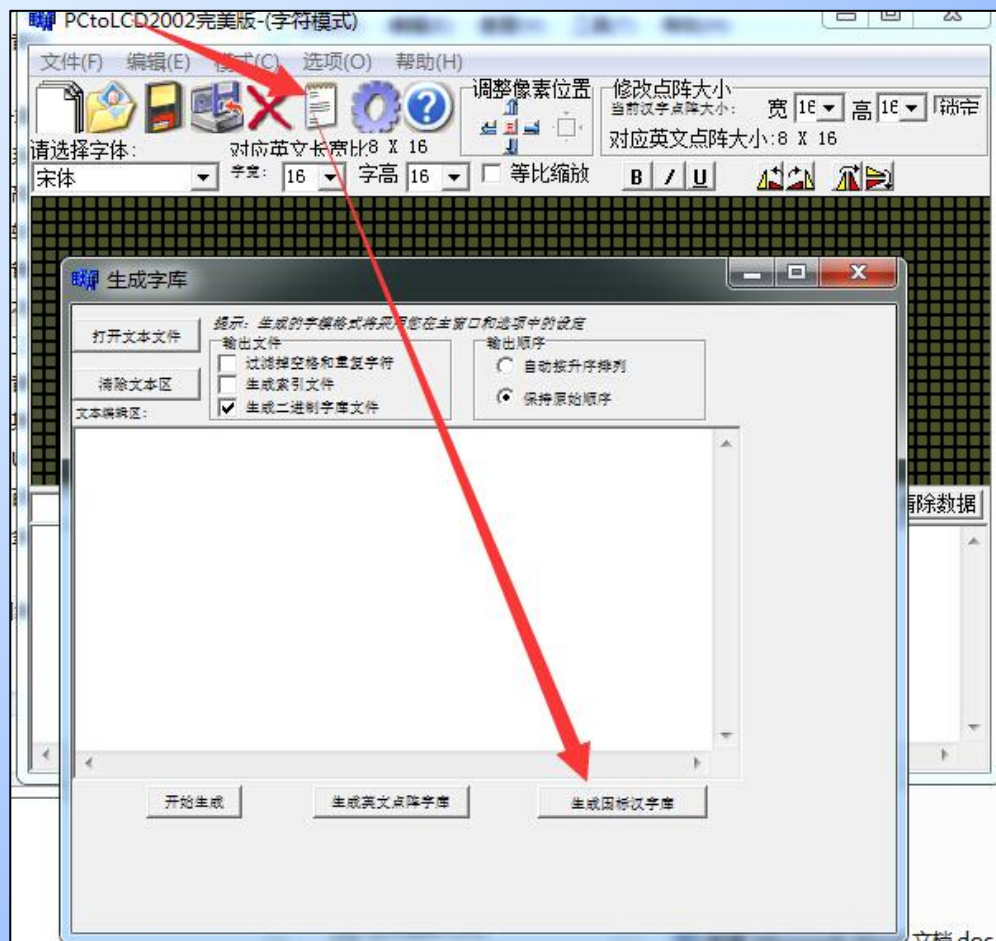 PCtoLCD2002完美版-(字符模式)
文件(F) 编辑(E) 模式(C) 选项(O) 帮助(H)
调整像素位置
修改点阵大小
当前汉字点阵大小: 宽 16 高 16 锁定
对应英文点阵大小:8 X 16
请选择字体: 对应英文长宽比8 X 16
宋体 字宽: 16 字高 16 等比缩放 B / U
生成字库
提示: 生成的字模格式将采用您在主窗口和选项中的设定
打开文本文件
输出文件
过滤掉空格和重复字符
生成索引文件
生成二进制字库文件
输出顺序
自动按升序排列
保持原始顺序
清除文本区
文本编辑区:
清除数据
开始生成 生成英文点阵字库 生成国标汉字库
文档.doc